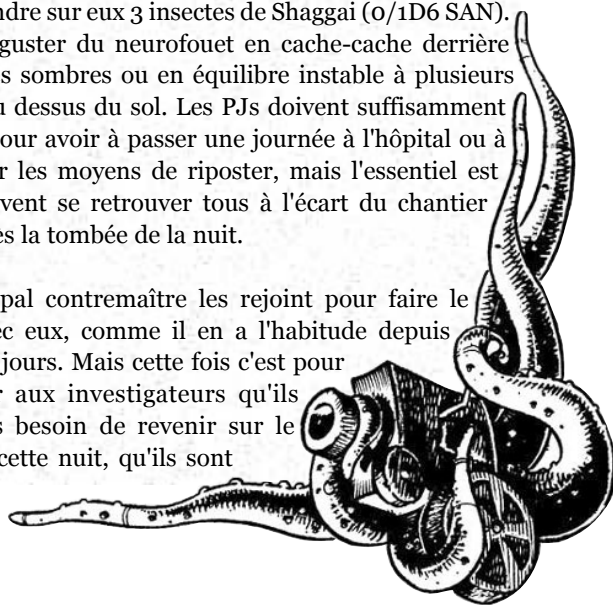 ndre sur eux 3 insectes de Shaggai (0/1D6 SAN).
guster du neurofouet en cache-cache derrière
s sombres ou en équilibre instable à plusieurs
u dessus du sol. Les PJs doivent suffisamment
our avoir à passer une journée à l'hôpital ou à
r les moyens de riposter, mais l'essentiel est
vent se retrouver tous à l'écart du chantier
ès la tombée de la nuit.
pal contremaître les rejoint pour faire le
ec eux, comme il en a l'habitude depuis
jours. Mais cette fois c'est pour
r aux investigateurs qu'ils
s besoin de revenir sur le
cette nuit, qu'ils sont